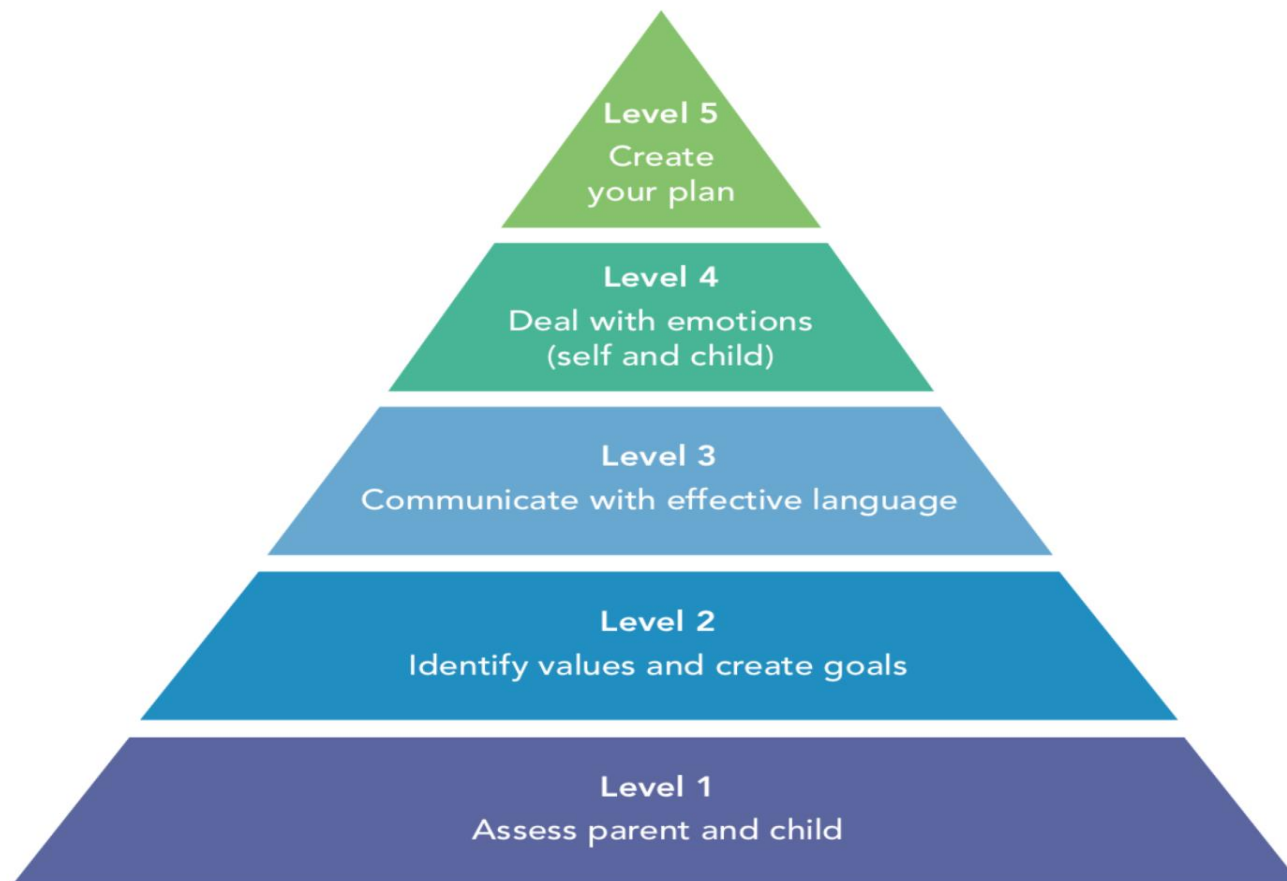 Level 5
Create
your plan
Level 4
Deal with emotions
(self and child)
Level 3
Communicate with effective language
Level 2
Identify values and create goals
Level 1
Assess parent and child